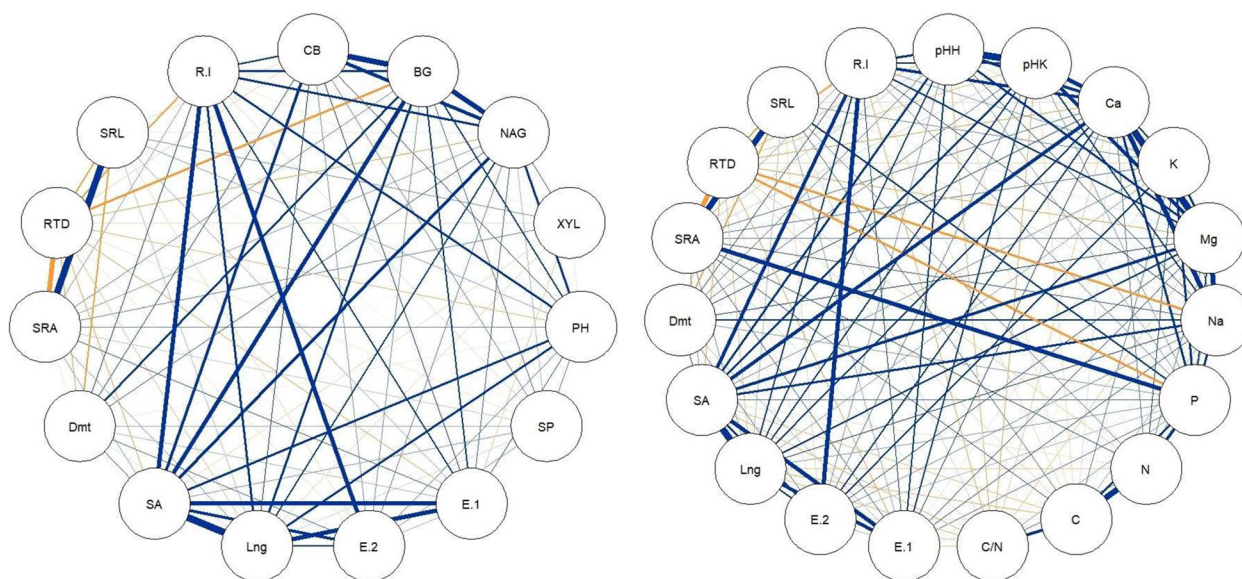 CB
R.I
BG
SRL
NAG
RTD
XYL
SRA
PH
Dmt
SP
SA
E.1
Lng
E.2
pHH
R.I
pHK
SRL
Ca
RTD
K
SRA
Mg
Dmt
Na
SA
P
Lng
N
E.2
C
E.1
C/N